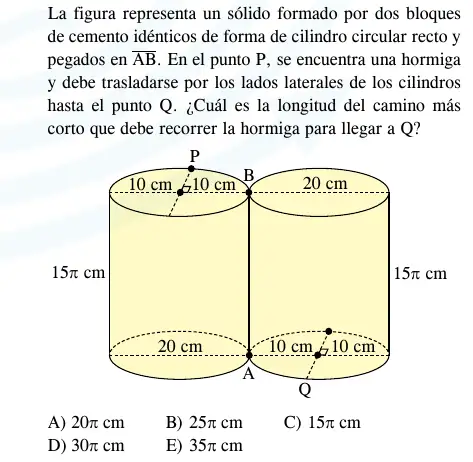 La figura representa un sólido formado por dos bloques
de cemento idénticos de forma de cilindro circular recto y
pegados en AB. En el punto P, se encuentra una hormiga
y debe trasladarse por los lados laterales de los cilindros
hasta el punto Q. ¿Cuál es la longitud del camino más
corto que debe recorrer la hormiga para llegar a Q?
P
B
10 cm 10 cm 20 cm
15π cm 15π cm
20 cm 10 cm 10 cm
A
Q
A) 20π cm B) 25π cm C) 15π cm
D) 30π cm E) 35π cm